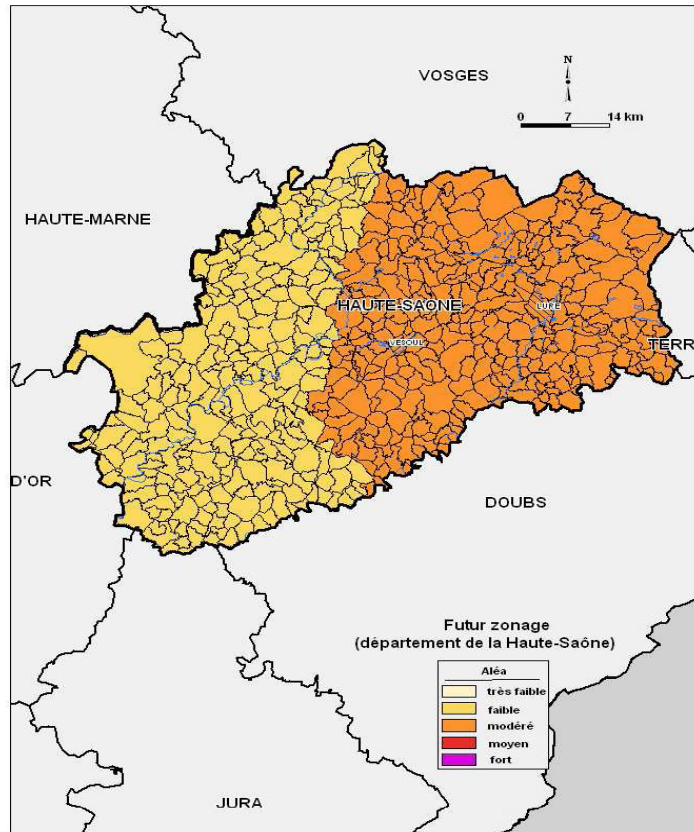 VOSGES
N
0 7 14 km
HAUTE-MARNE
HAUTE-SAONE
LURE
VESOUL
TERR
D'OR
DOUBS
Futur zonage
(département de la Haute-Saône)
Aléa
très faible
faible
modéré
moyen
fort
JURA